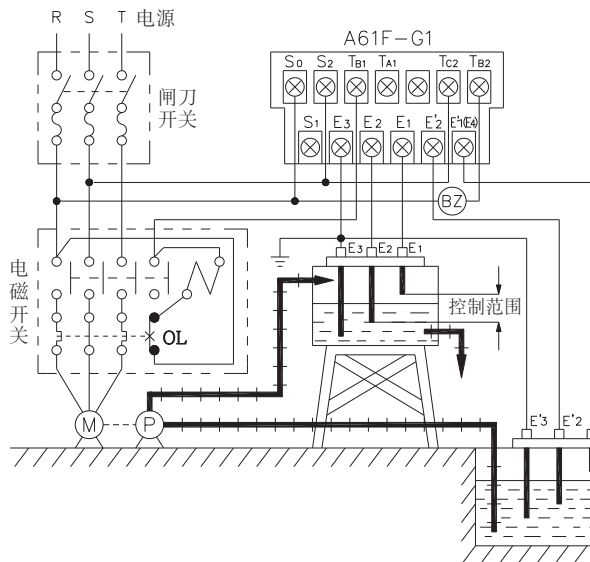 R S T 电源
闸刀
开关
A61F-G1
S0 S2 TB1 TA1 TC2 TB2
S1 E3 E2 E1 E'2 E'1(E4)
BZ
电磁开关
OL
E3 E2 E1
控制范围
M P
E'3 E'2